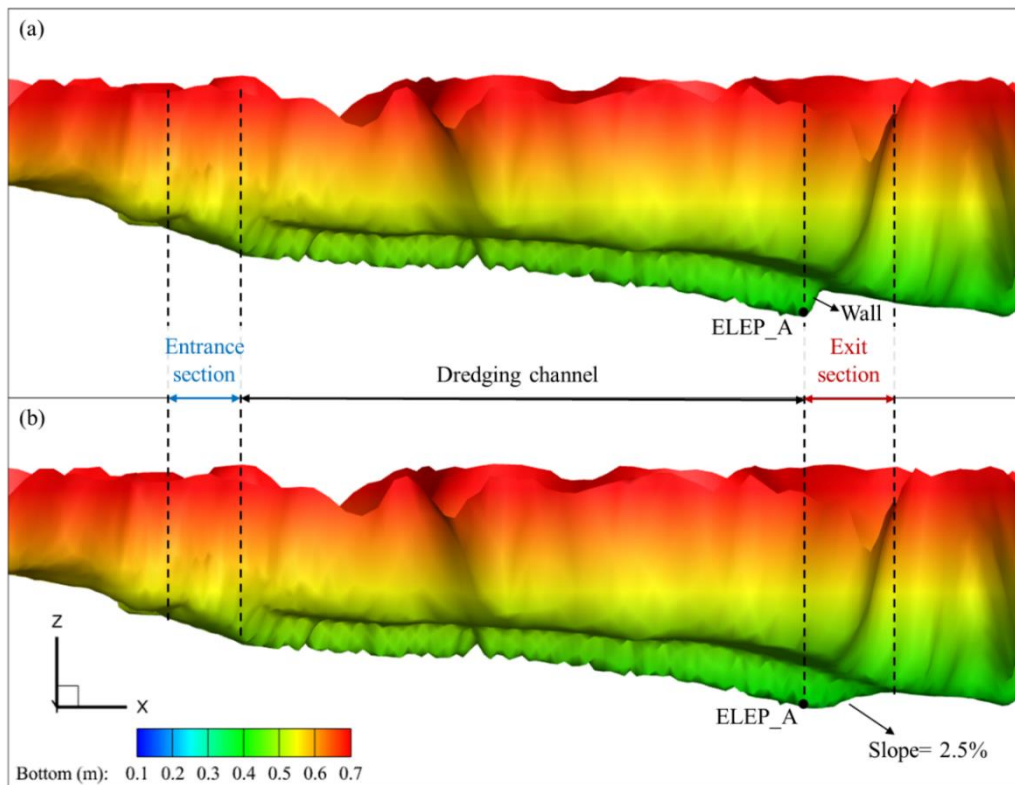 (a)
ELEP_A
Wall
Entrance
section
Dredging channel
Exit
section
(b)
Z
Y
X
ELEP_A
Slope= 2.5%
Bottom (m): 0.1 0.2 0.3 0.4 0.5 0.6 0.7